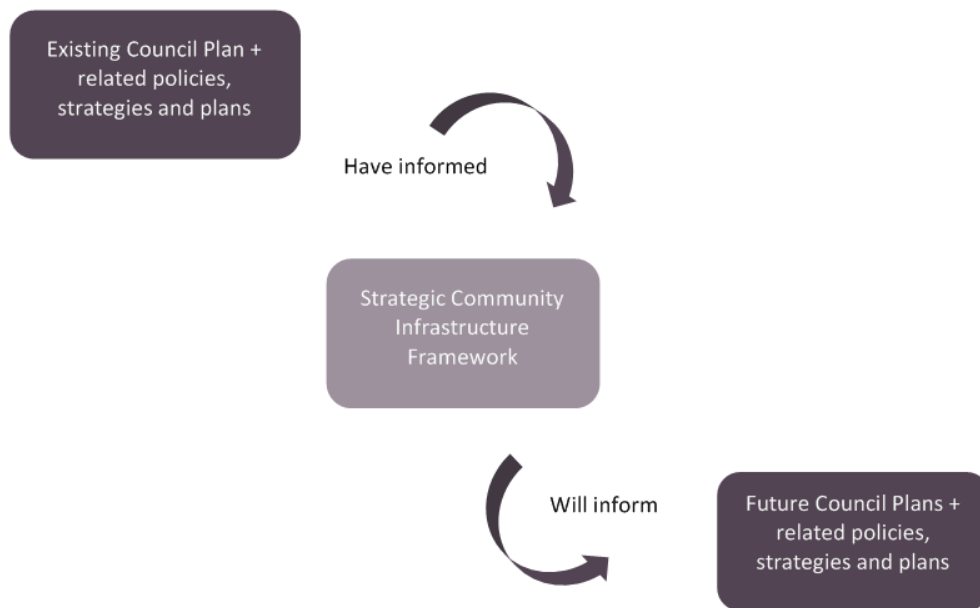 Existing Council Plan +
related policies,
strategies and plans
Have informed
Strategic Community
Infrastructure
Framework
Will inform
Future Council Plans +
related policies,
strategies and plans